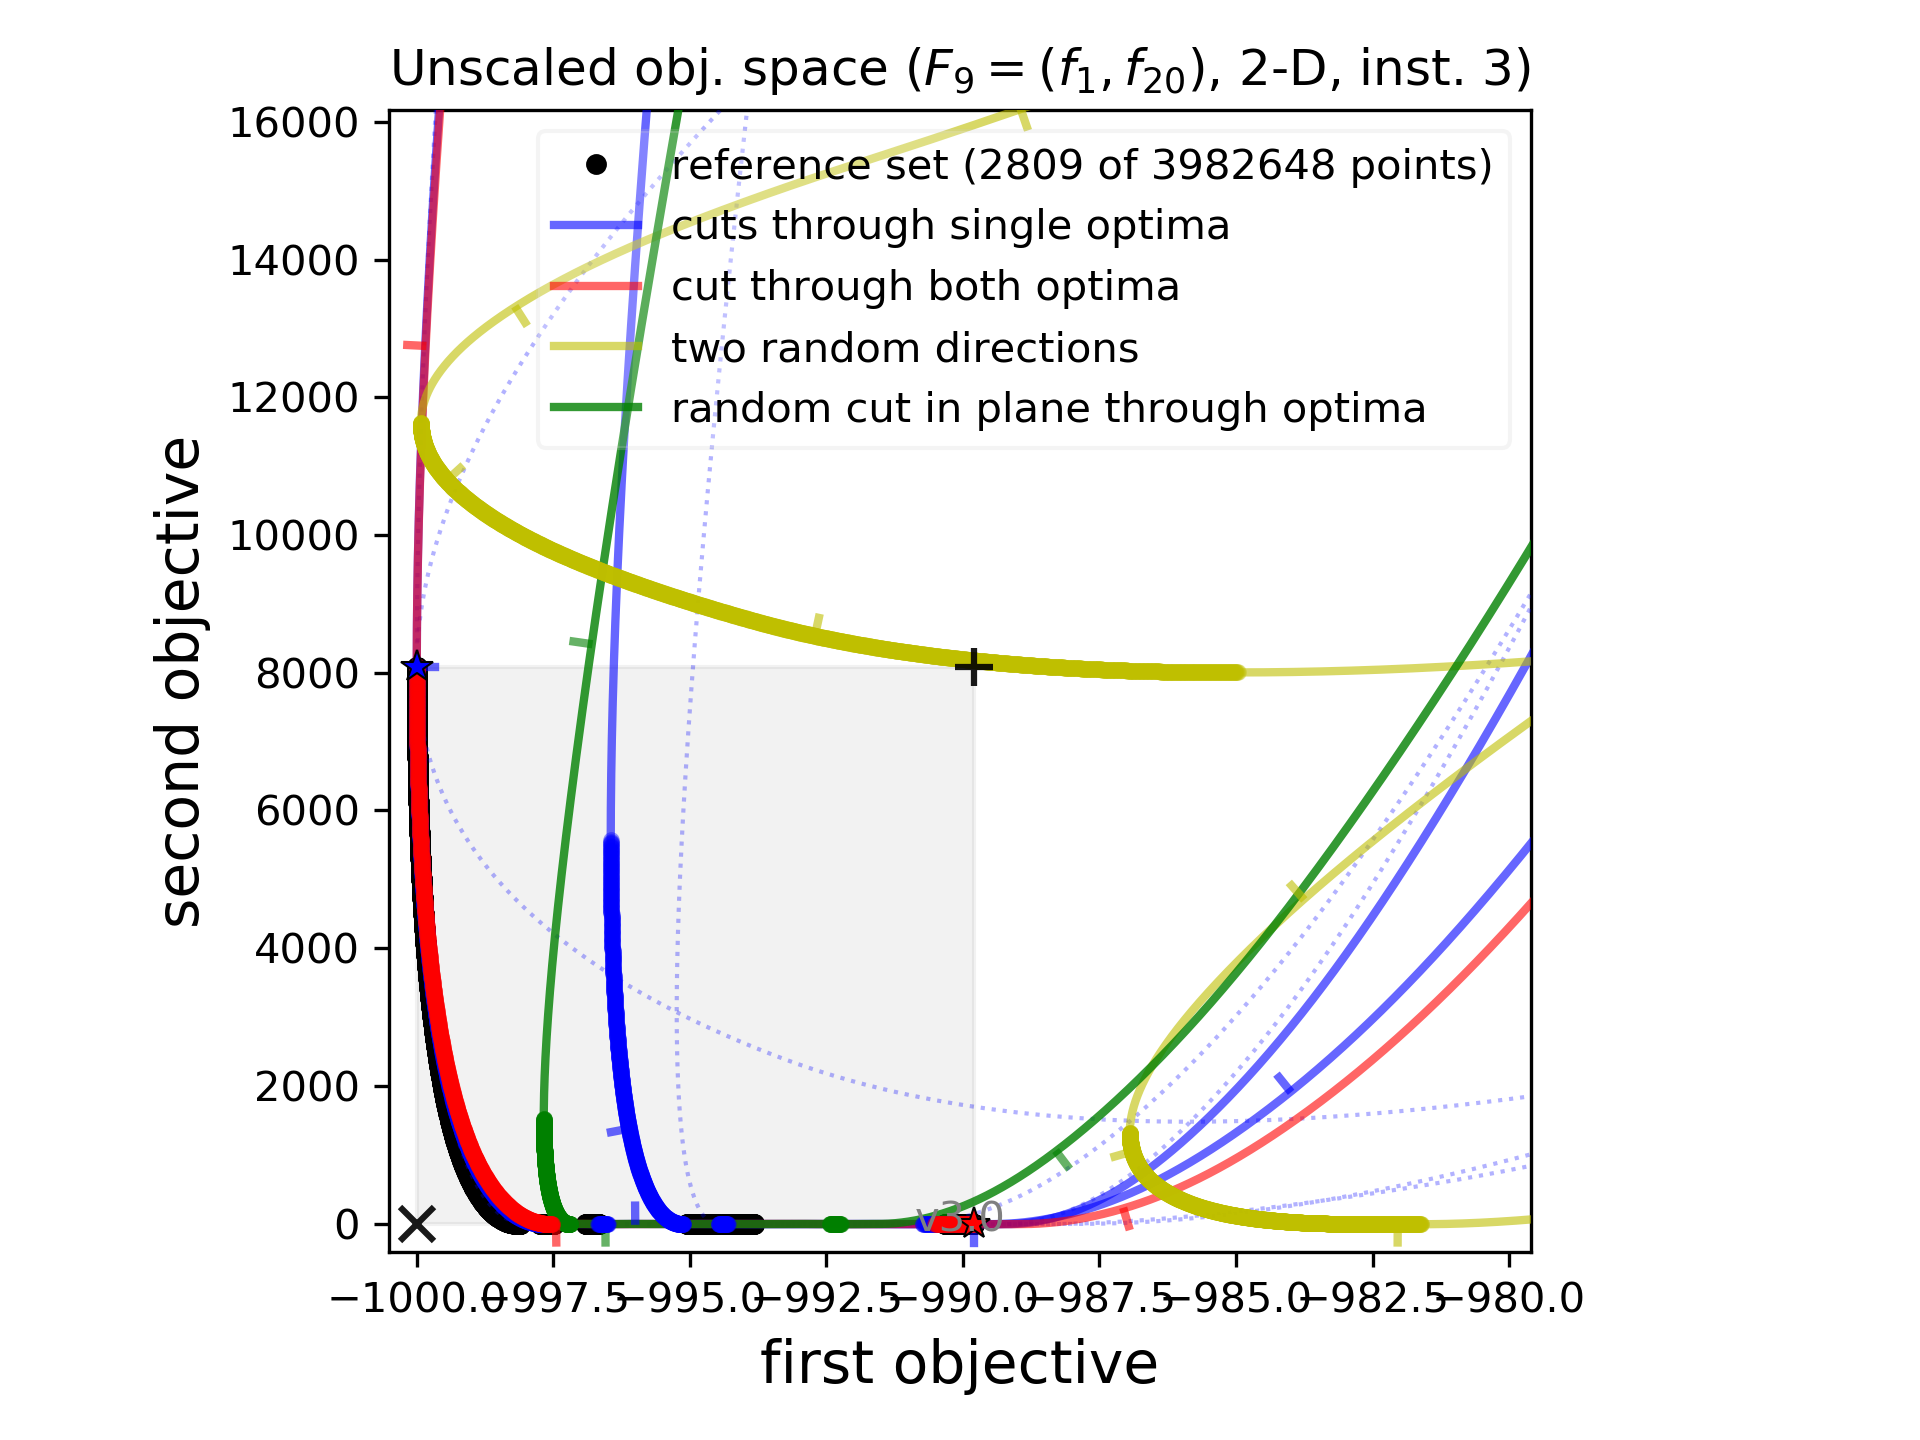 Unscaled obj. space (F₉ = (f₁, f₂₀), 2-D, inst. 3)
reference set (2809 of 3982648 points)
cuts through single optima
cut through both optima
two random directions
random cut in plane through optima
second objective
16000
14000
12000
10000
8000
6000
4000
2000
0
v3.0
−1000.0 −997.5 −995.0 −992.5 −990.0 −987.5 −985.0 −982.5 −980.0
first objective